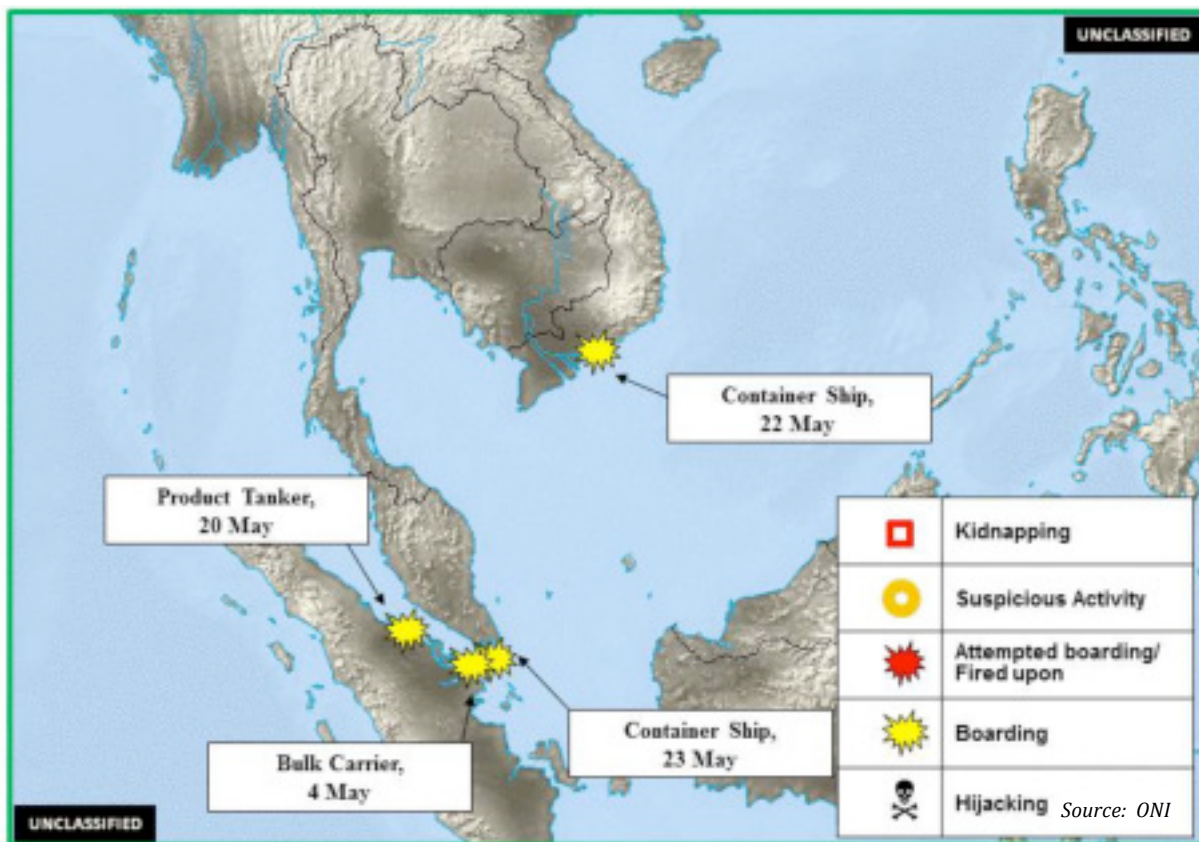 UNCLASSIFIED
Container Ship,
22 May
Product Tanker,
20 May
Container Ship,
23 May
Bulk Carrier,
4 May
Kidnapping
Suspicious Activity
Attempted boarding/
Fired upon
Boarding
Hijacking
Source: ONI
UNCLASSIFIED